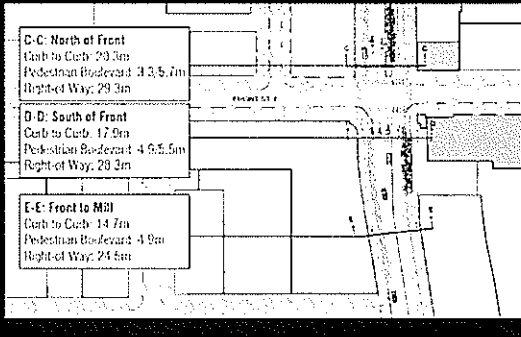 C-C: North of Front
Curb to Curb: 20.3m
Pedestrian Boulevard: 3.3/5.7m
Right-of Way: 29.3m
D-D: South of Front
Curb to Curb: 17.9m
Pedestrian Boulevard: 4.9/5.5m
Right-of Way: 28.3m
E-E: Front to Mill
Curb to Curb: 14.7m
Pedestrian Boulevard: 4.9m
Right-of Way: 24.5m